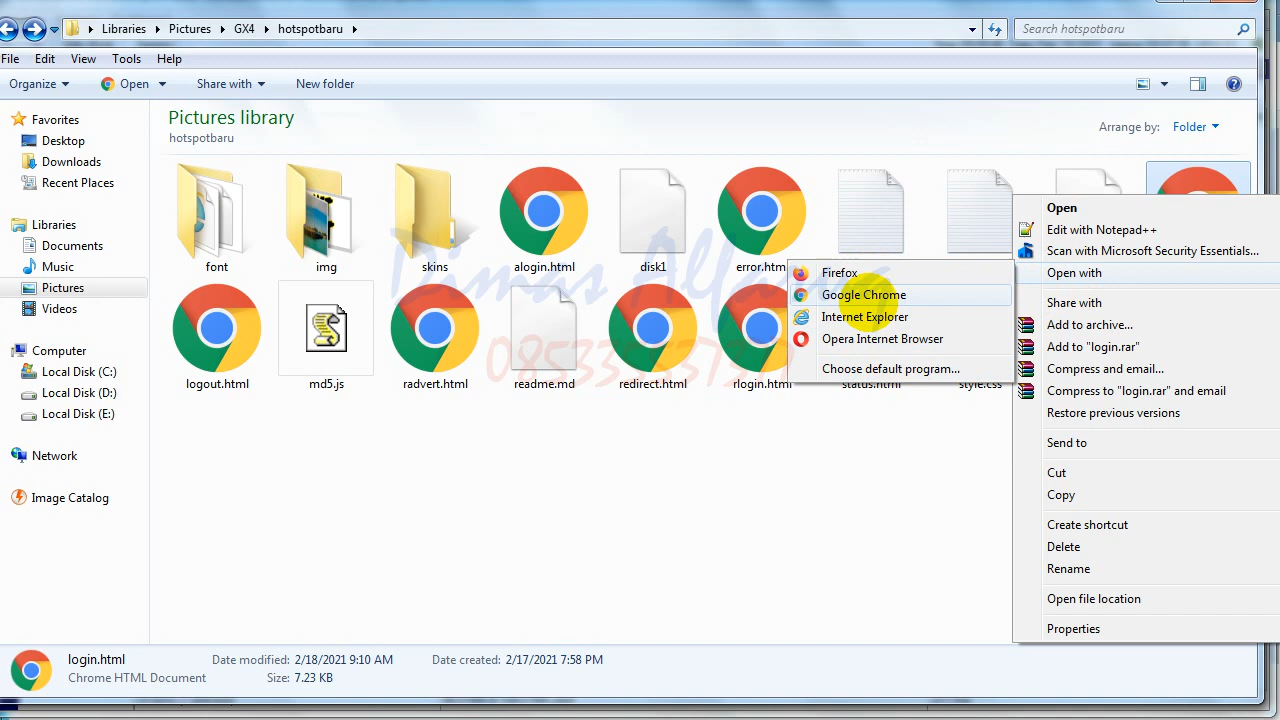 Libraries
Pictures
GX4
hotspotbaru
Search hotspotbaru
File
Edit
View
Tools
Help
Organize
Open
Share with
New folder
Favorites
Desktop
Downloads
Recent Places
Libraries
Documents
Music
Pictures
Videos
Computer
Local Disk (C:)
Local Disk (D:)
Local Disk (E:)
Network
Image Catalog
Pictures library
hotspotbaru
Arrange by:
Folder
font
img
skins
alogin.html
disk1
error.htm
logout.html
md5.js
radvert.html
readme.md
redirect.html
rlogin.html
status.html
style.css
Dimas
Firefox
Google Chrome
Internet Explorer
Opera Internet Browser
Choose default program...
Open
Edit with Notepad++
Scan with Microsoft Security Essentials...
Open with
Share with
Add to archive...
Add to "login.rar"
Compress and email...
Compress to "login.rar" and email
Restore previous versions
Send to
Cut
Copy
Create shortcut
Delete
Rename
Open file location
Properties
login.html
Date modified: 2/18/2021 9:10 AM
Date created: 2/17/2021 7:58 PM
Chrome HTML Document
Size: 7.23 KB